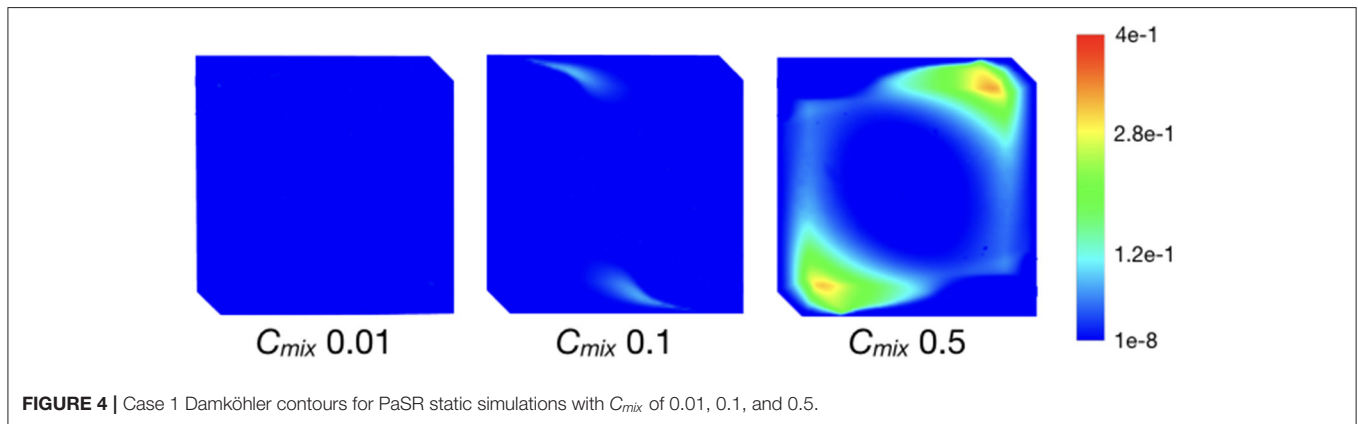 4e-1
2.8e-1
1.2e-1
1e-8
Cmix 0.01
Cmix 0.1
Cmix 0.5
FIGURE 4 | Case 1 Damköhler contours for PaSR static simulations with Cmix of 0.01, 0.1, and 0.5.